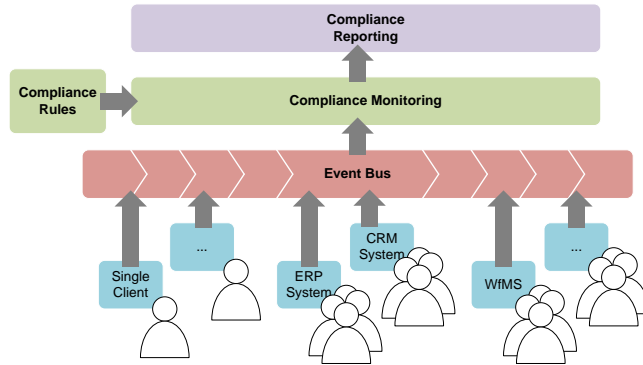 Compliance
Reporting
Compliance
Rules
Compliance Monitoring
Event Bus
...
CRM
System
...
Single
Client
ERP
System
WfMS